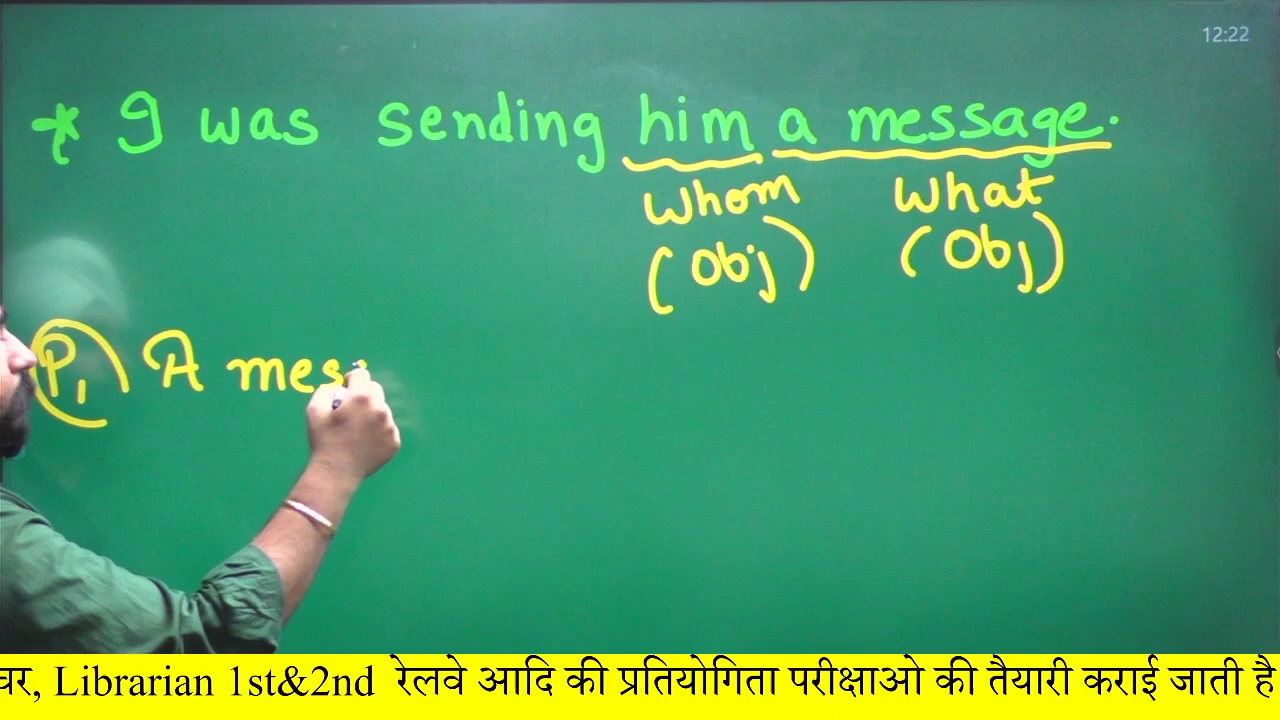 12:22
* I was sending him a message.
Whom What
(Obj) (Obj)
(P1) A mes
वर, Librarian 1st&2nd रेलवे आदि की प्रतियोगिता परीक्षाओ की तैयारी कराई जाती है